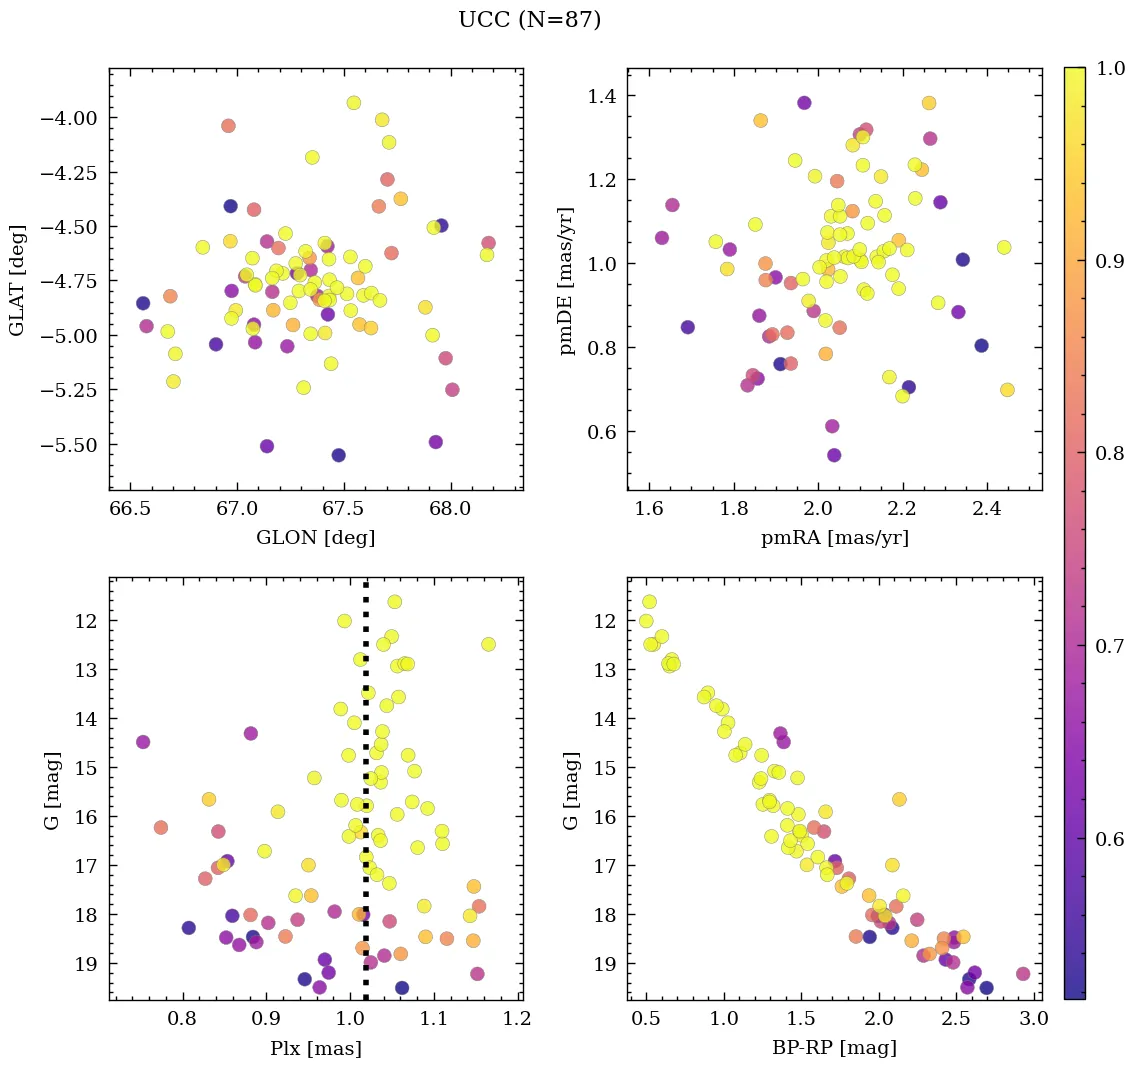 UCC (N=87)
−4.00
−4.25
−4.50
−4.75
−5.00
−5.25
−5.50
GLAT [deg]
66.5 67.0 67.5 68.0
GLON [deg]
1.4
1.2
1.0
0.8
0.6
pmDE [mas/yr]
1.6 1.8 2.0 2.2 2.4
pmRA [mas/yr]
1.0
0.9
0.8
0.7
0.6
12
13
14
15
16
17
18
19
G [mag]
0.8 0.9 1.0 1.1 1.2
Plx [mas]
12
13
14
15
16
17
18
19
G [mag]
0.5 1.0 1.5 2.0 2.5 3.0
BP-RP [mag]